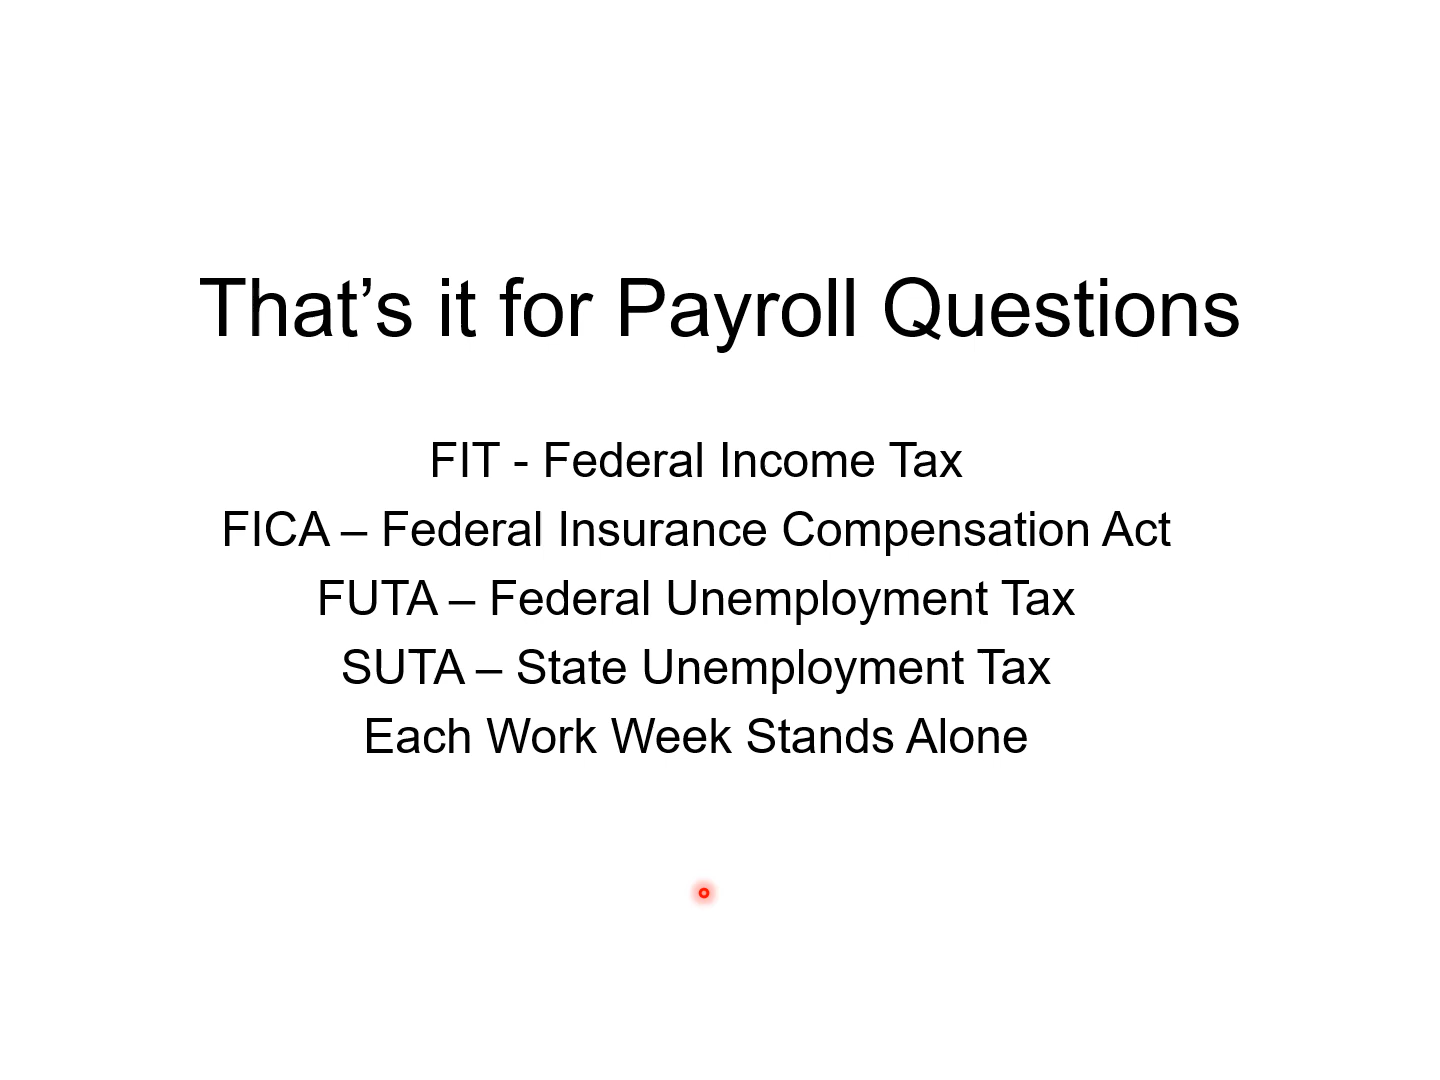 That’s it for Payroll Questions
FIT - Federal Income Tax
FICA – Federal Insurance Compensation Act
FUTA – Federal Unemployment Tax
SUTA – State Unemployment Tax
Each Work Week Stands Alone